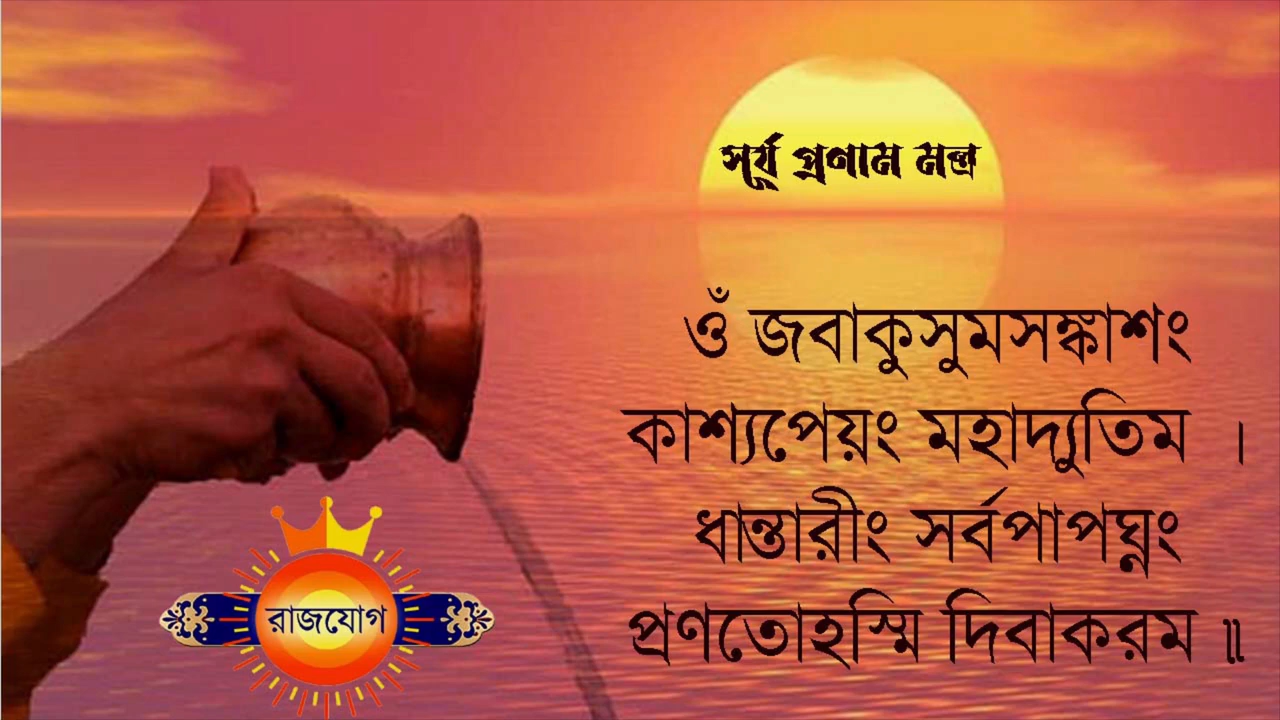 সূর্য প্রণাম মন্ত্র
ওঁ জবাকুসুমসঙ্কাশং
কাশ্যপেয়ং মহাদ্যুতিম ।
ধান্তারীং সর্বপাপঘ্নং
প্রণতোহস্মি দিবাকরম ॥
রাজযোগ